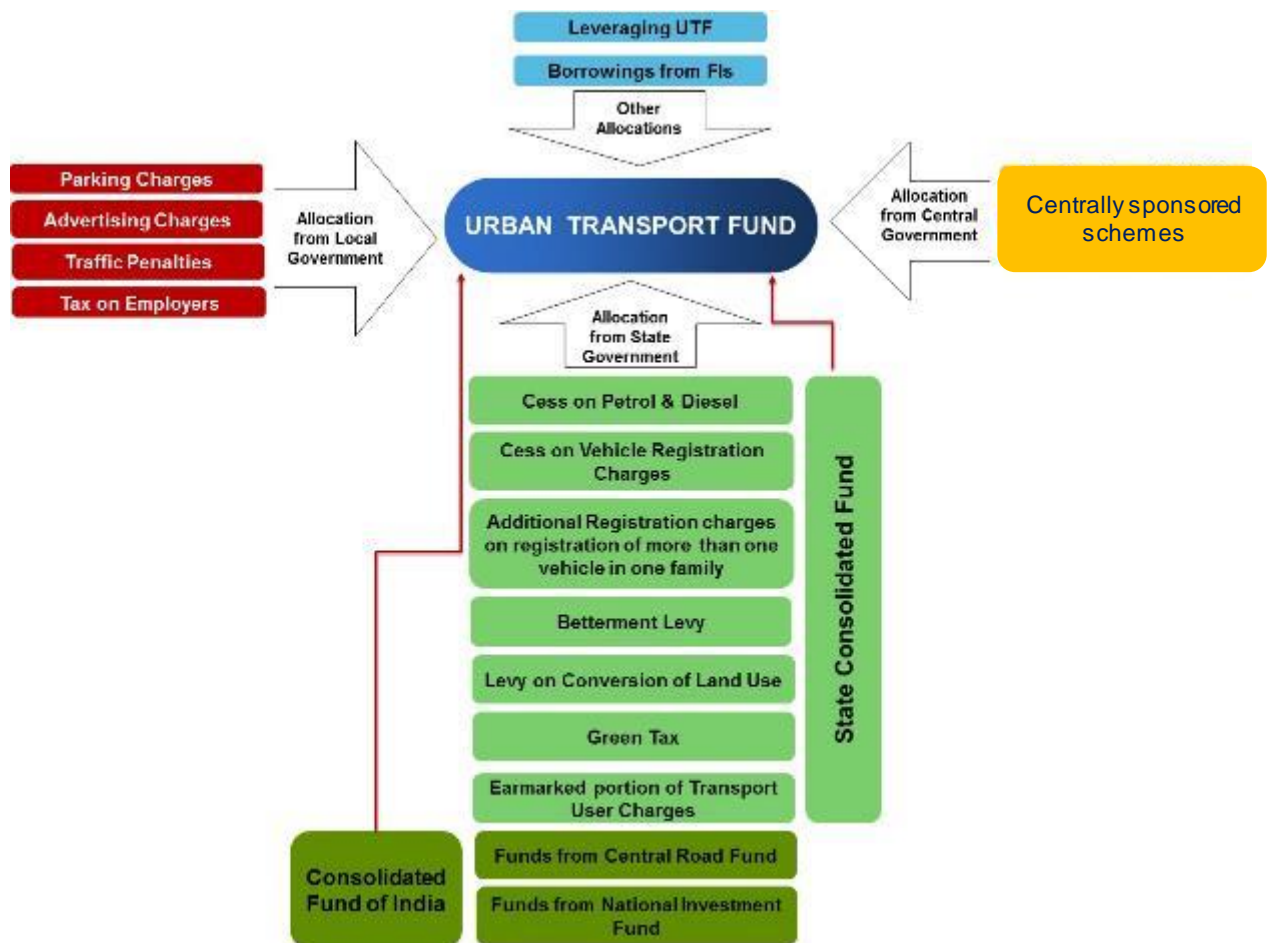 Leveraging UTF
Borrowings from FIs
Other
Allocations
Parking Charges
Advertising Charges
Traffic Penalties
Tax on Employers
Allocation
from Local
Government
URBAN TRANSPORT FUND
Allocation
from Central
Government
Centrally sponsored
schemes
Allocation
from State
Government
Cess on Petrol & Diesel
Cess on Vehicle Registration
Charges
Additional Registration charges
on registration of more than one
vehicle in one family
Betterment Levy
Levy on Conversion of Land Use
Green Tax
Earmarked portion of Transport
User Charges
State Consolidated Fund
Consolidated
Fund of India
Funds from Central Road Fund
Funds from National Investment
Fund